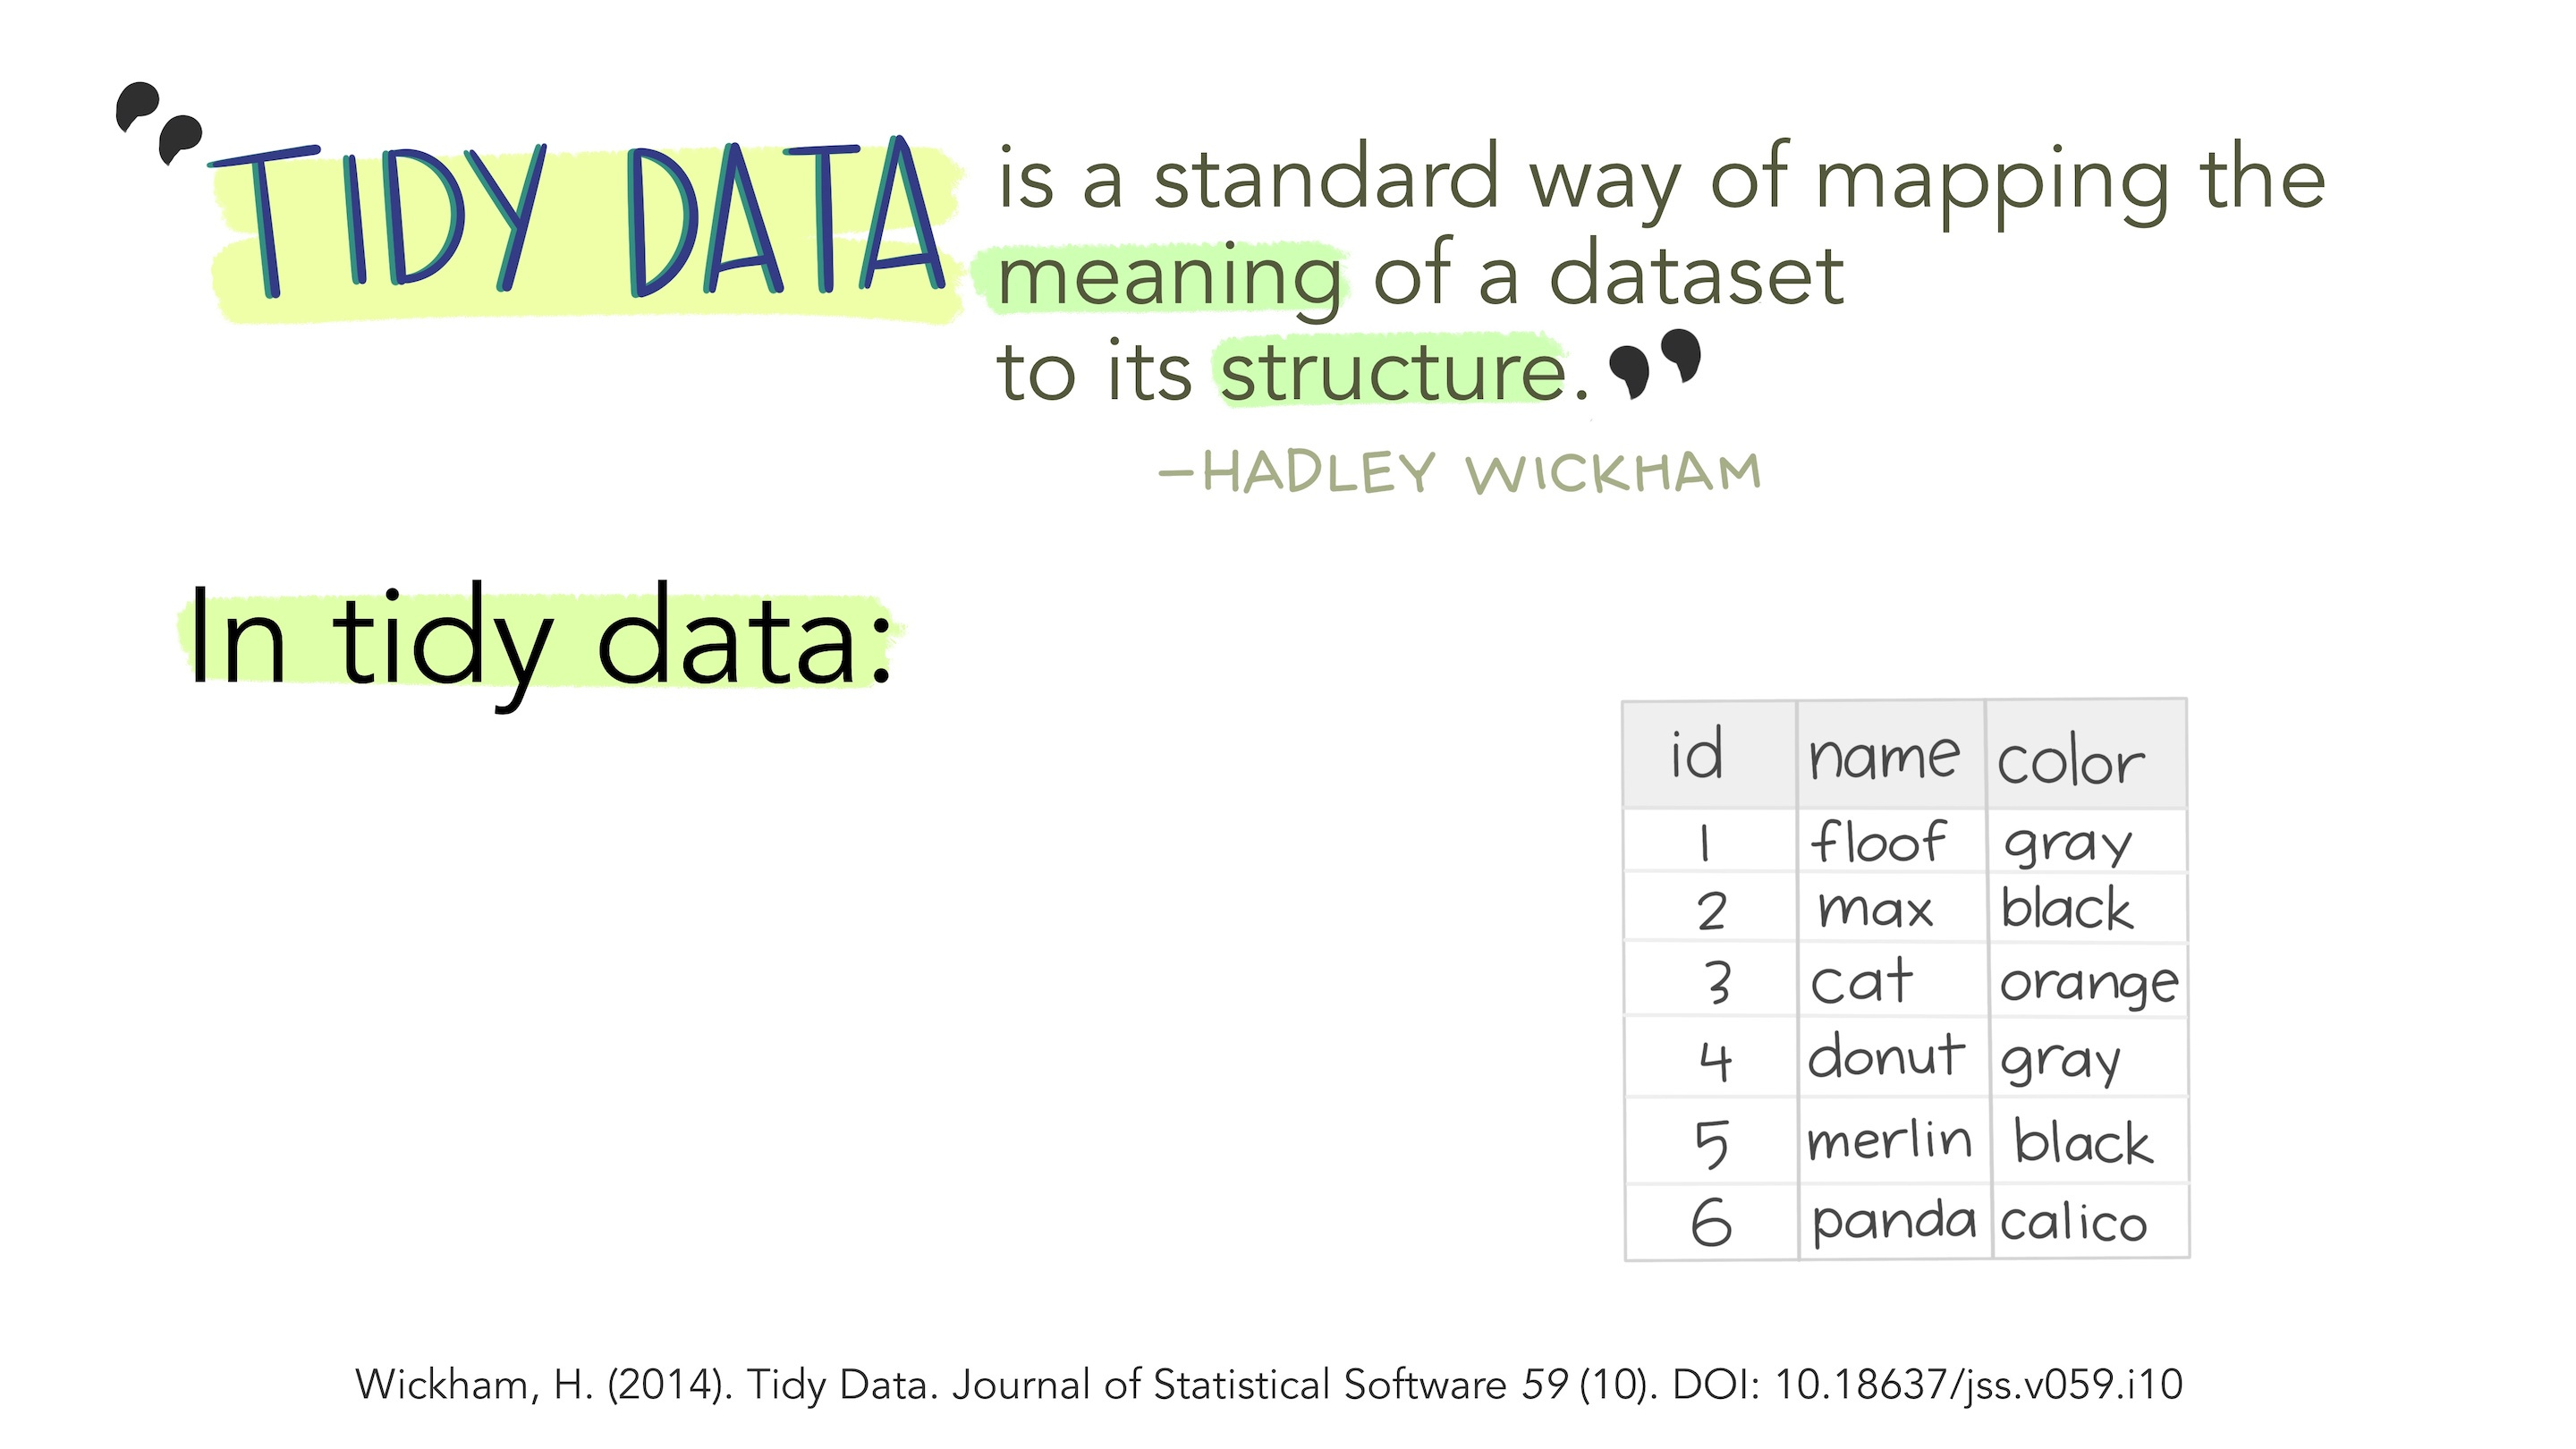 "TIDY DATA is a standard way of mapping the
meaning of a dataset
to its structure."
—HADLEY WICKHAM
In tidy data:
id name color
1 floof gray
2 max black
3 cat orange
4 donut gray
5 merlin black
6 panda calico
Wickham, H. (2014). Tidy Data. Journal of Statistical Software 59 (10). DOI: 10.18637/jss.v059.i10